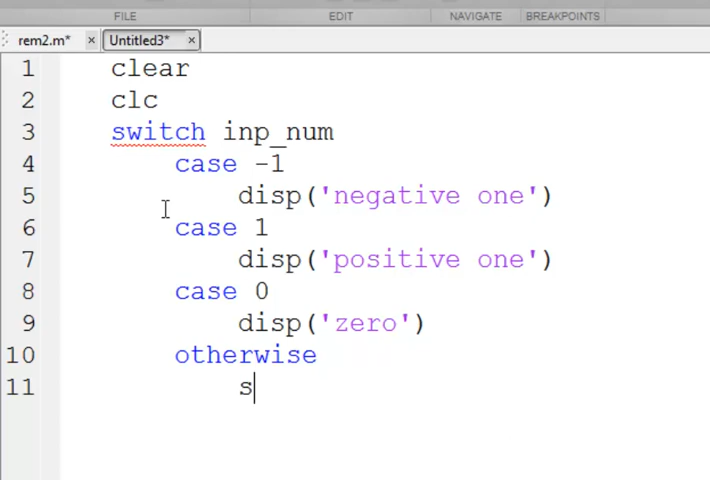 FILE EDIT NAVIGATE BREAKPOINTS
rem2.m* × Untitled3* ×
1 clear
2 clc
3 switch inp_num
4 case -1
5 disp('negative one')
6 case 1
7 disp('positive one')
8 case 0
9 disp('zero')
10 otherwise
11 s